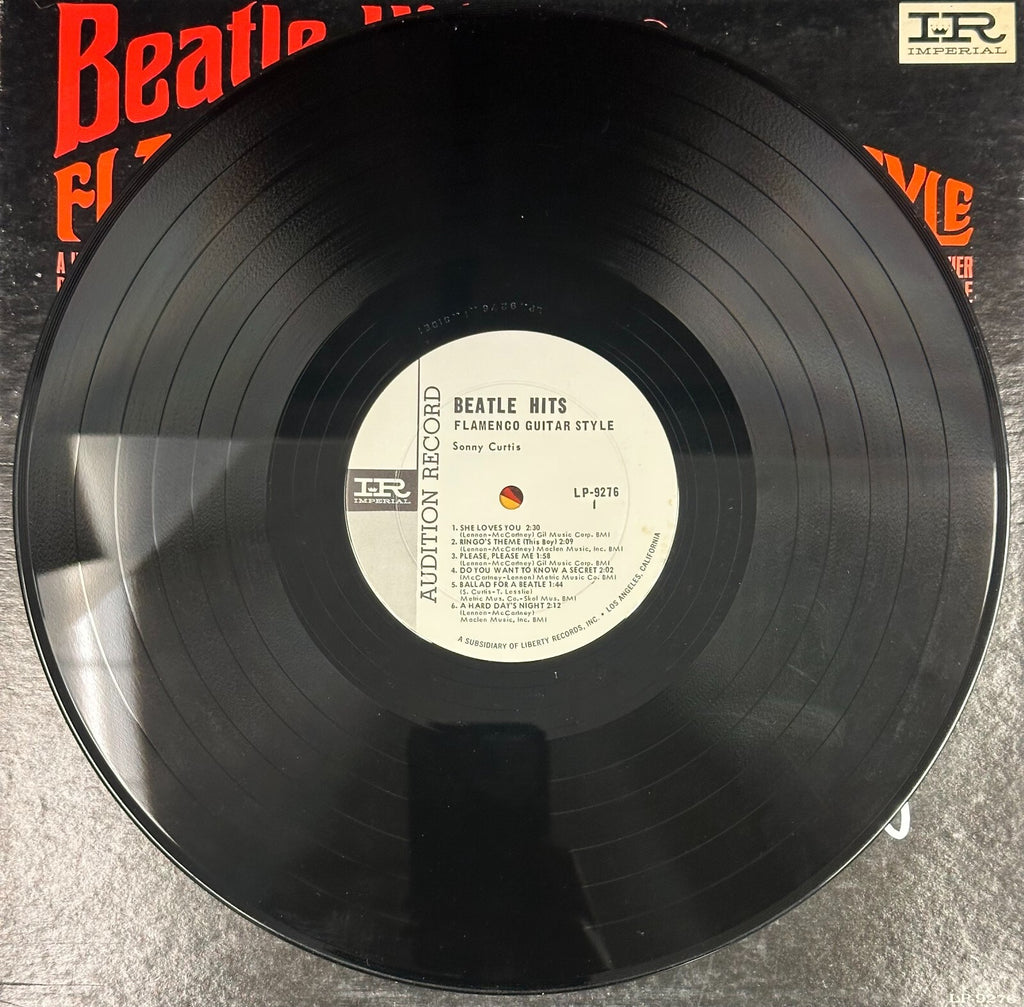 Beatle
IR
IMPERIAL
LP-9276 SIDE1
BEATLE HITS
FLAMENCO GUITAR STYLE
Sonny Curtis
AUDITION RECORD
IR
IMPERIAL
LP-9276
1
1. SHE LOVES YOU 2:30
(Lennon-McCartney) Gil Music Corp. BMI
2. RINGO'S THEME (This Boy) 2:09
(Lennon-McCartney) Maclen Music, Inc. BMI
3. PLEASE, PLEASE ME 1:58
(Lennon-McCartney) Gil Music Corp. BMI
4. DO YOU WANT TO KNOW A SECRET 2:02
(McCartney-Lennon) Metric Music Co. BMI
5. BALLAD FOR A BEATLE 1:44
(S. Curtis-T. Lesslie)
Metric Mus. Co.-Skol Mus. BMI
6. A HARD DAY'S NIGHT 2:12
(Lennon-McCartney)
Maclen Music, Inc. BMI
A SUBSIDIARY OF LIBERTY RECORDS, INC. • LOS ANGELES, CALIFORNIA